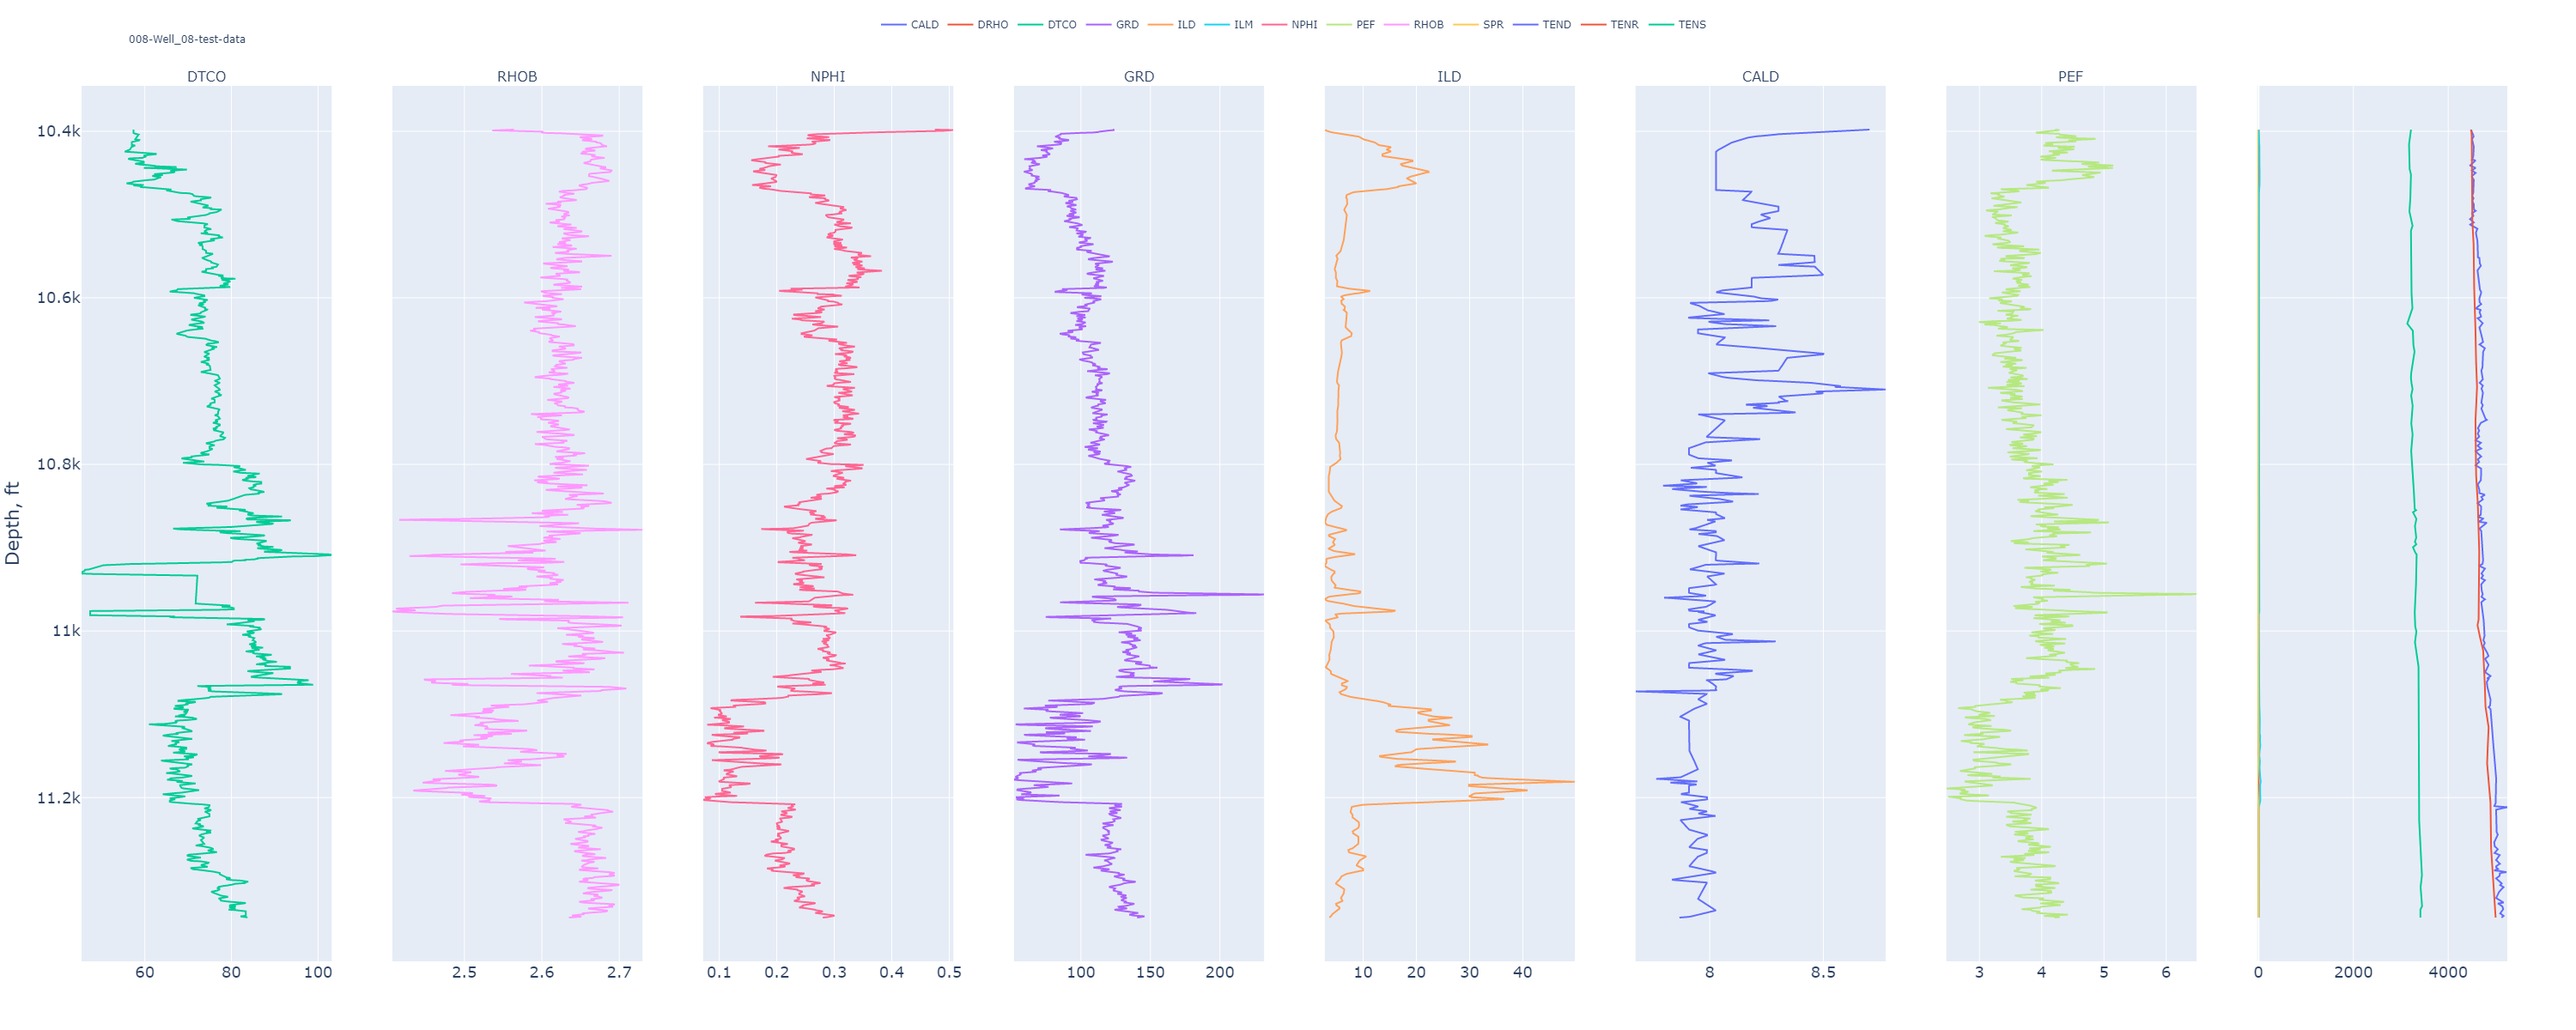 CALD DRHO DTCO GRD ILD ILM NPHI PEF RHOB SPR TEND TENR TENS
008-Well_08-test-data
DTCO RHOB NPHI GRD ILD CALD PEF
Depth, ft
10.4k
10.6k
10.8k
11k
11.2k
60 80 100 2.5 2.6 2.7 0.1 0.2 0.3 0.4 0.5 100 150 200 10 20 30 40 8 8.5 3 4 5 6 0 2000 4000